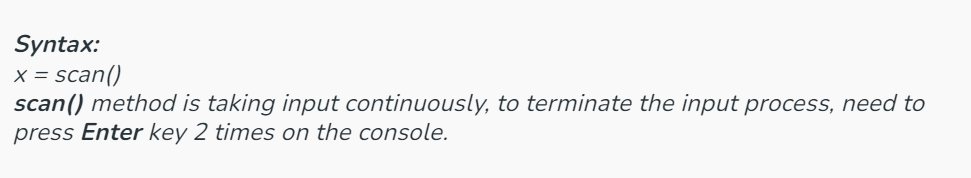 Syntax:
x = scan()
scan() method is taking input continuously, to terminate the input process, need to
press Enter key 2 times on the console.